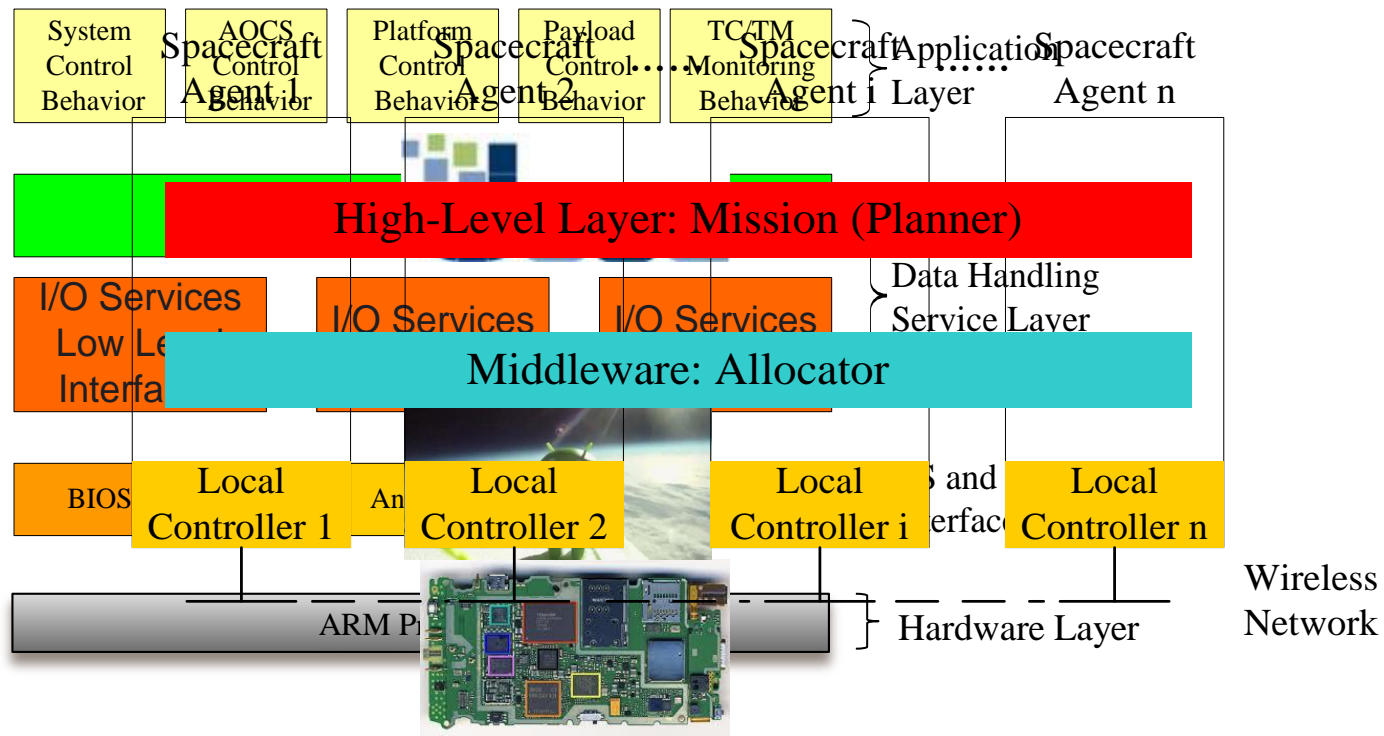 System
Control
Behavior
AOCS
Control
Behavior
Platform
Control
Behavior
Payload
Control
Behavior
TC/TM
Monitoring
Behavior
Application
Layer
Spacecraft
Agent 1
Spacecraft
Agent 2
......
Spacecraft
Agent i
......
Spacecraft
Agent n
High-Level Layer: Mission (Planner)
I/O Services
Low
I/O Services
I/O Services
Data Handling
Service Layer
Middleware: Allocator
BIOS
Local
Controller 1
Local
Controller 2
Local
Controller i
and
Local
Controller n
ARM
Hardware Layer
Wireless
Network